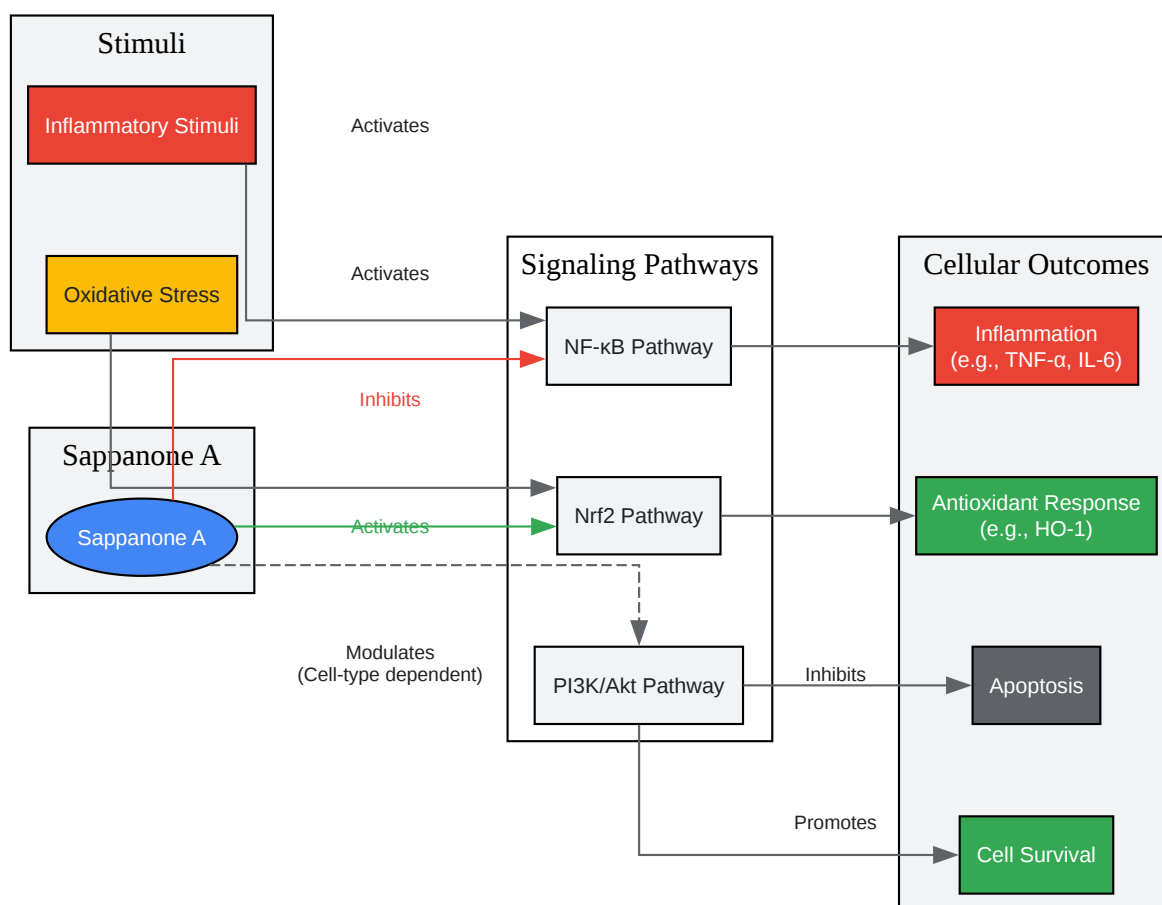 Stimuli
Inflammatory Stimuli
Activates
Oxidative Stress
Activates
Signaling Pathways
NF-κB Pathway
Cellular Outcomes
Inflammation
(e.g., TNF-α, IL-6)
Inhibits
Sappanone A
Sappanone A
Activates
Nrf2 Pathway
Antioxidant Response
(e.g., HO-1)
Modulates
(Cell-type dependent)
PI3K/Akt Pathway
Inhibits
Apoptosis
Promotes
Cell Survival